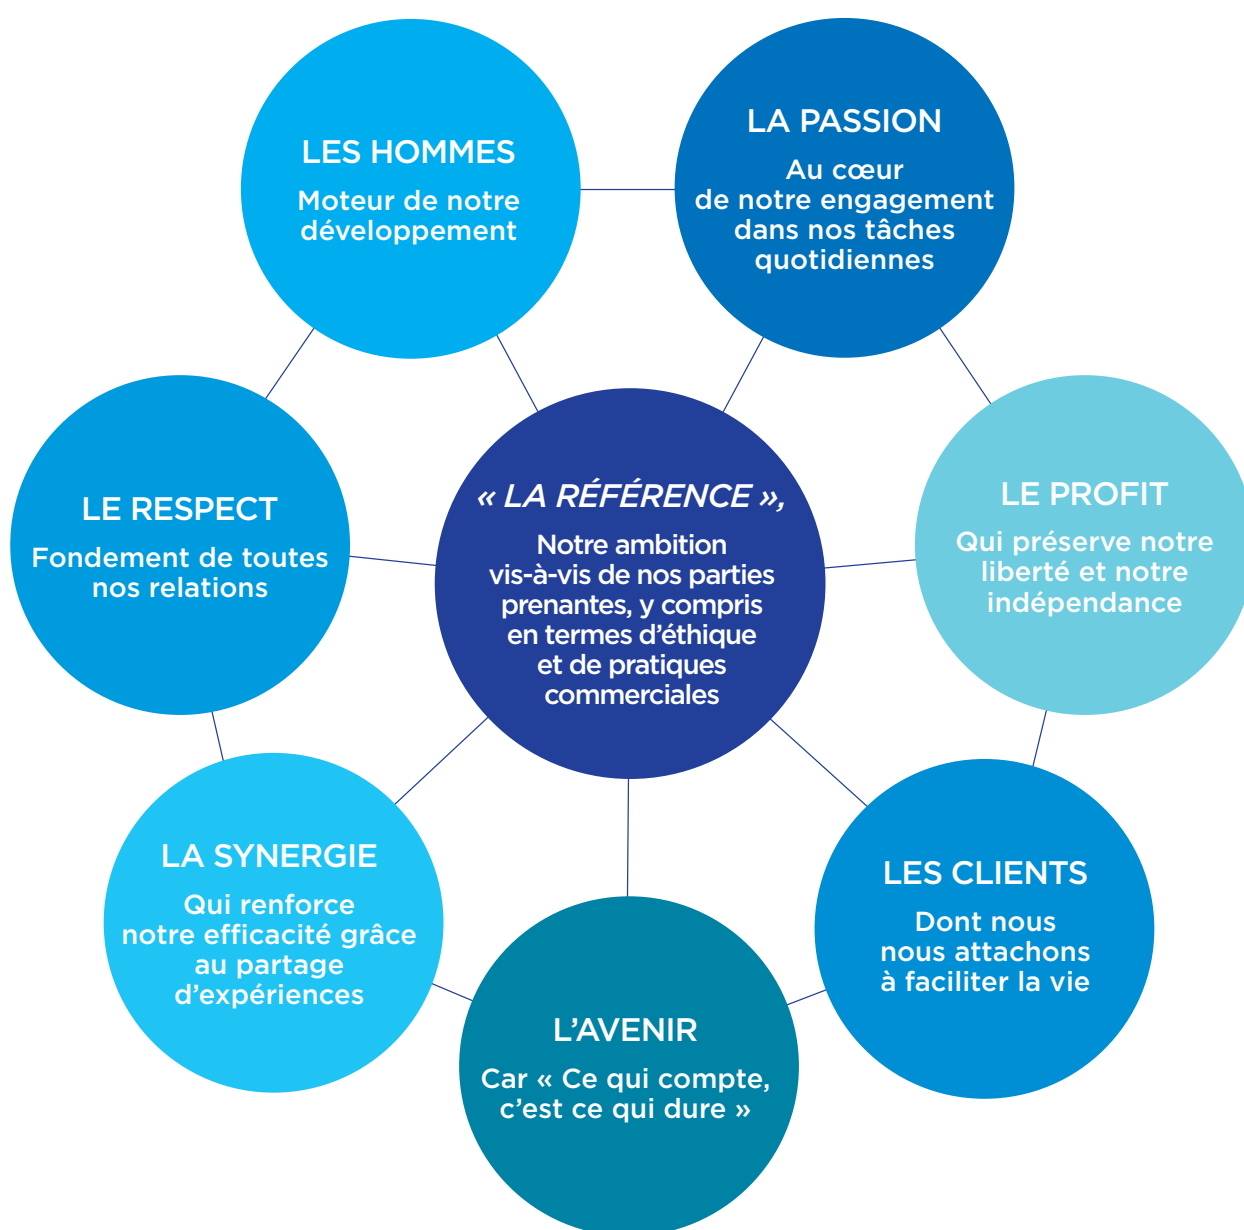 LES HOMMES
Moteur de notre
développement
LA PASSION
Au cœur
de notre engagement
dans nos tâches
quotidiennes
LE RESPECT
Fondement de toutes
nos relations
« LA RÉFÉRENCE »,
Notre ambition
vis-à-vis de nos parties
prenantes, y compris
en termes d’éthique
et de pratiques
commerciales
LE PROFIT
Qui préserve notre
liberté et notre
indépendance
LA SYNERGIE
Qui renforce
notre efficacité grâce
au partage
d’expériences
LES CLIENTS
Dont nous
nous attachons
à faciliter la vie
L’AVENIR
Car « Ce qui compte,
c’est ce qui dure »